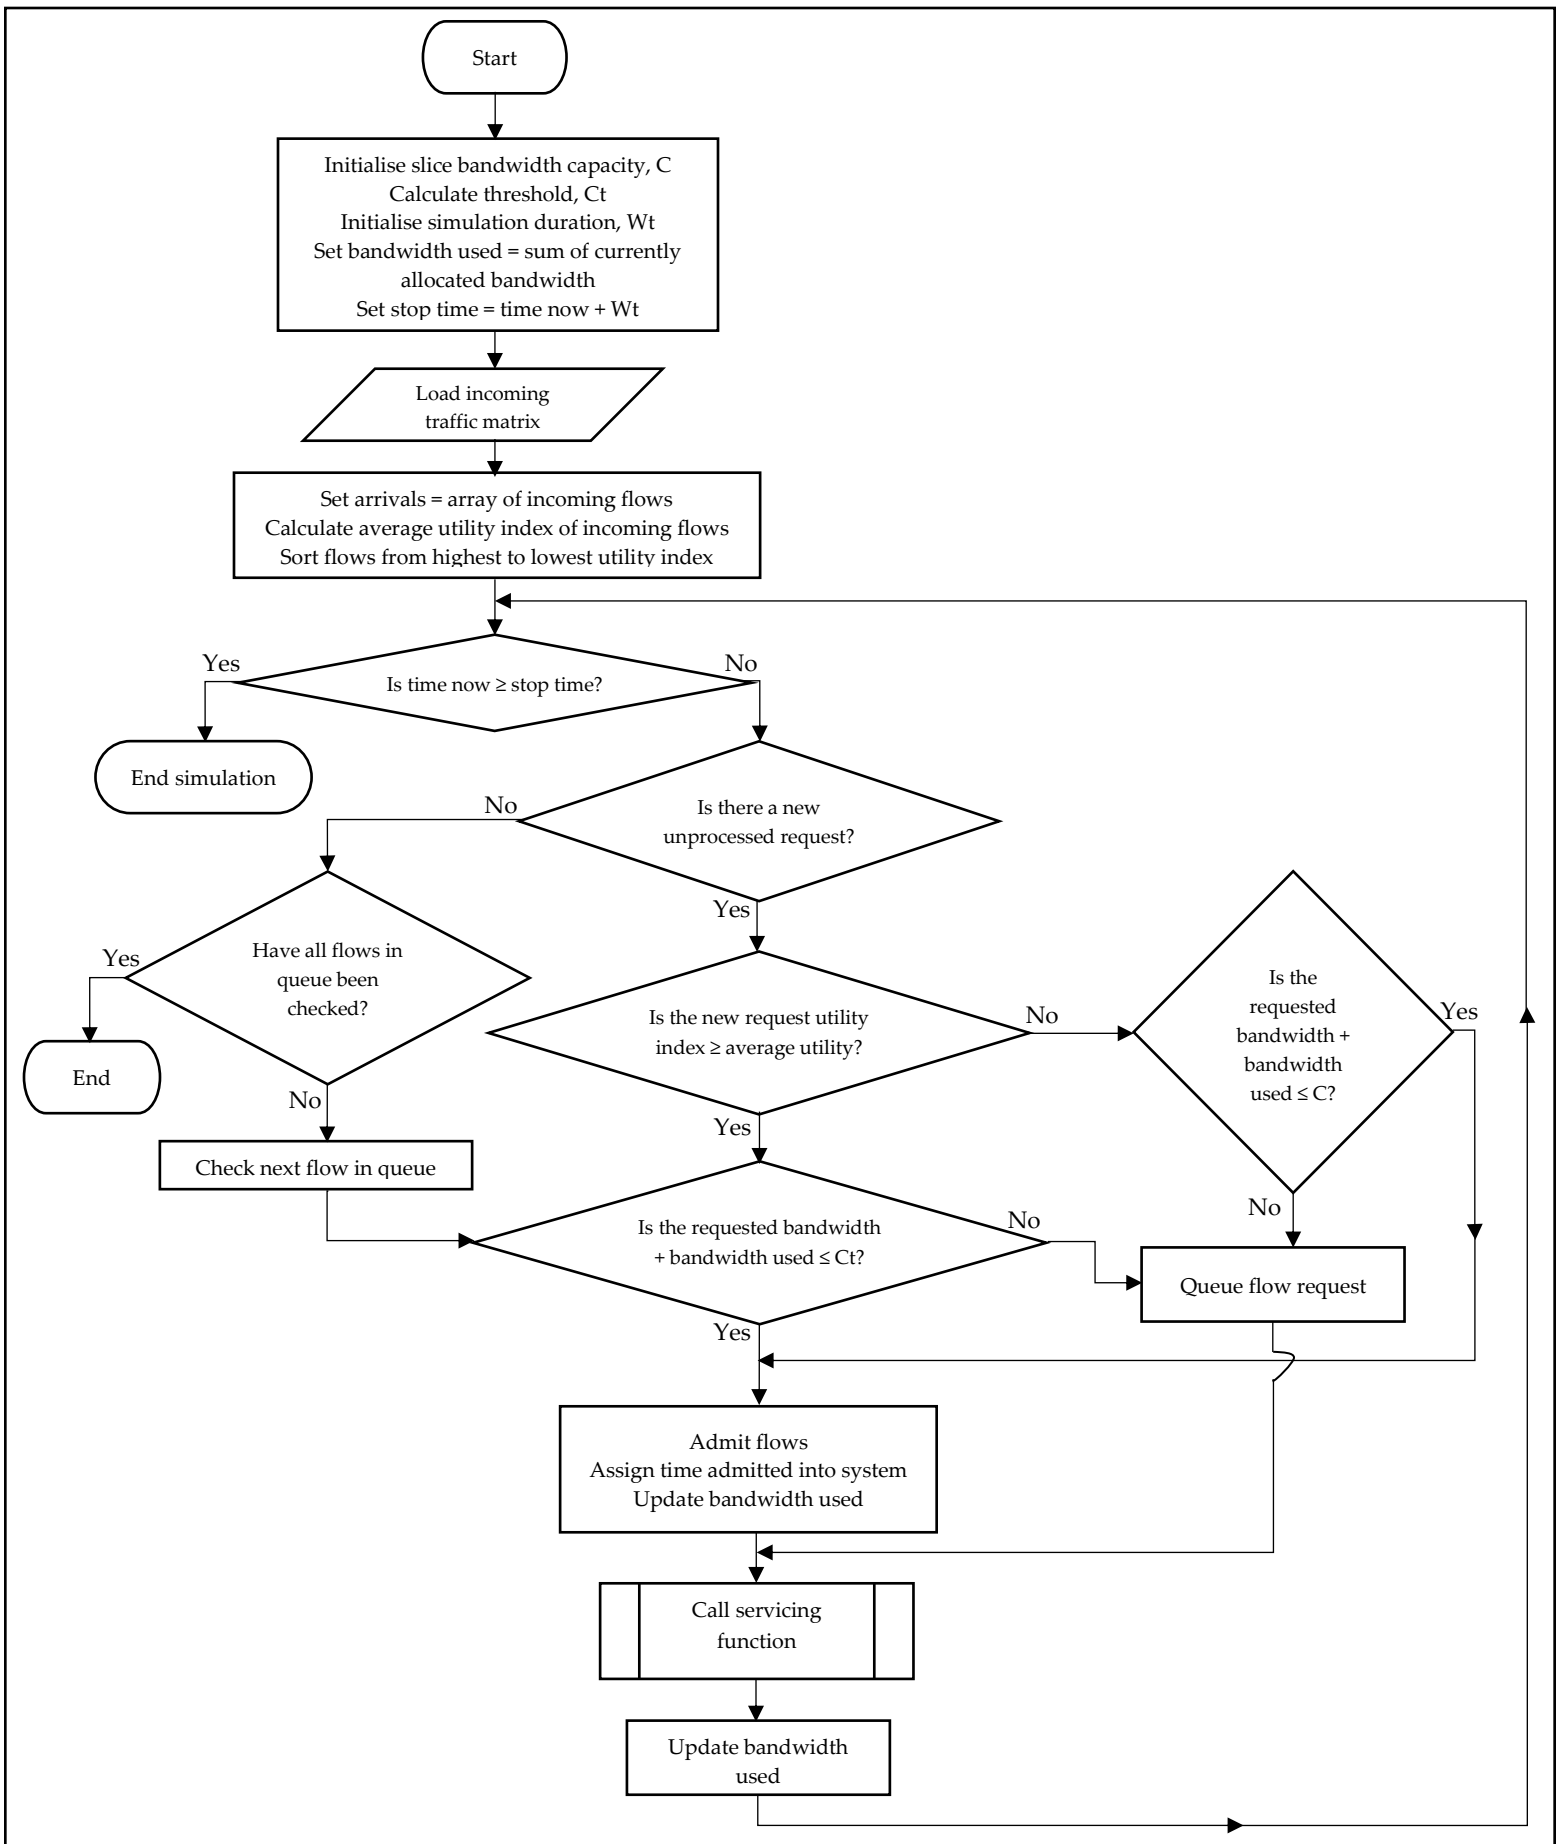 Start
Initialise slice bandwidth capacity, C
Calculate threshold, Ct
Initialise simulation duration, Wt
Set bandwidth used = sum of currently
allocated bandwidth
Set stop time = time now + Wt
Load incoming
traffic matrix
Set arrivals = array of incoming flows
Calculate average utility index of incoming flows
Sort flows from highest to lowest utility index
Yes
No
Is time now ≥ stop time?
End simulation
No
Is there a new
unprocessed request?
Yes
Yes
Have all flows in
queue been
checked?
End
No
Check next flow in queue
Is the new request utility
index ≥ average utility?
No
Yes
Is the
requested
bandwidth +
bandwidth
used ≤ C?
Yes
No
Is the requested bandwidth
+ bandwidth used ≤ Ct?
No
Yes
Queue flow request
Admit flows
Assign time admitted into system
Update bandwidth used
Call servicing
function
Update bandwidth
used